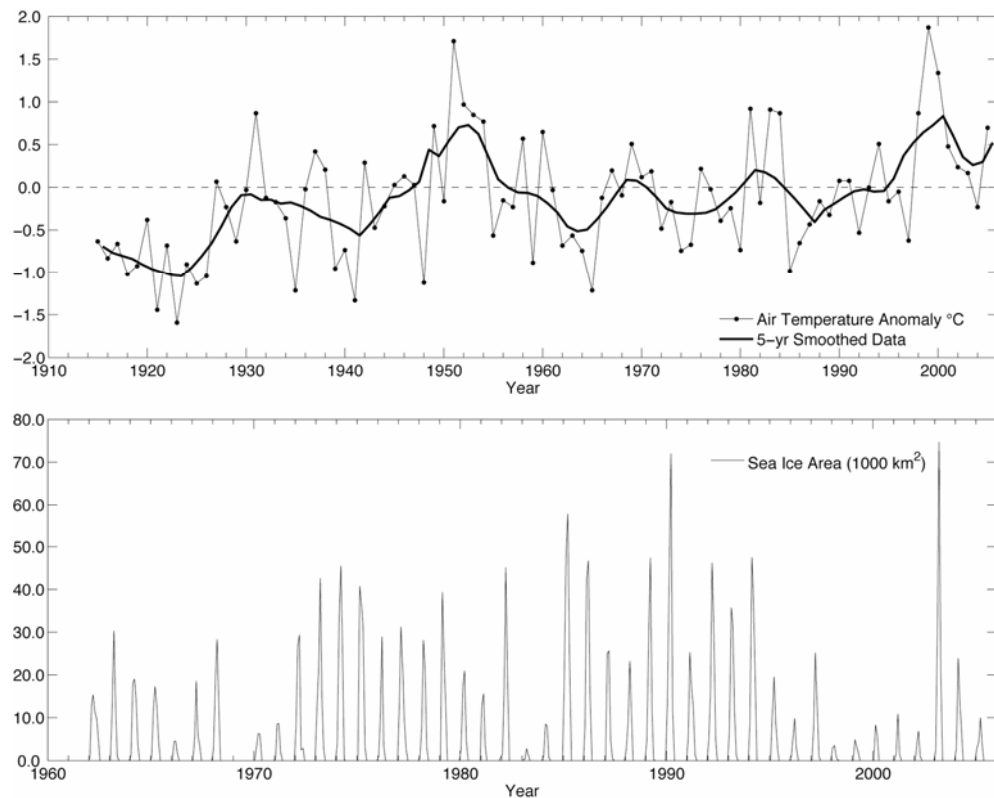 2.0
1.5
1.0
0.5
0.0
−0.5
−1.0
−1.5
−2.0
Air Temperature Anomaly °C
5−yr Smoothed Data
1910 1920 1930 1940 1950 1960 1970 1980 1990 2000
Year
80.0
70.0
60.0
50.0
40.0
30.0
20.0
10.0
0.0
Sea Ice Area (1000 km²)
1960 1970 1980 1990 2000
Year